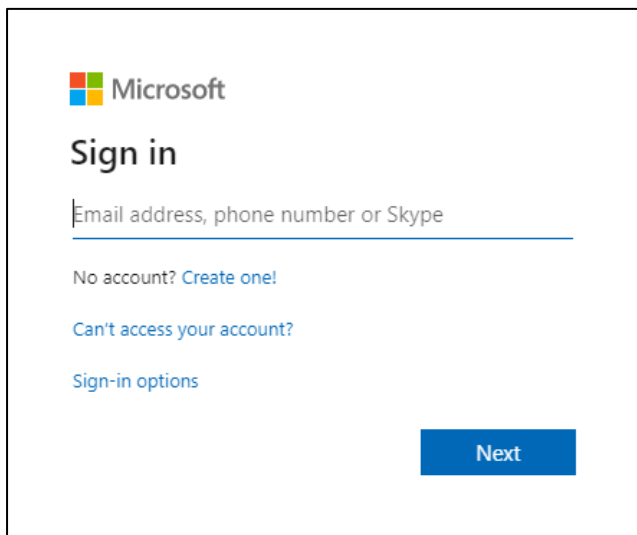 Microsoft
Sign in
Email address, phone number or Skype
No account? Create one!
Can't access your account?
Sign-in options
Next